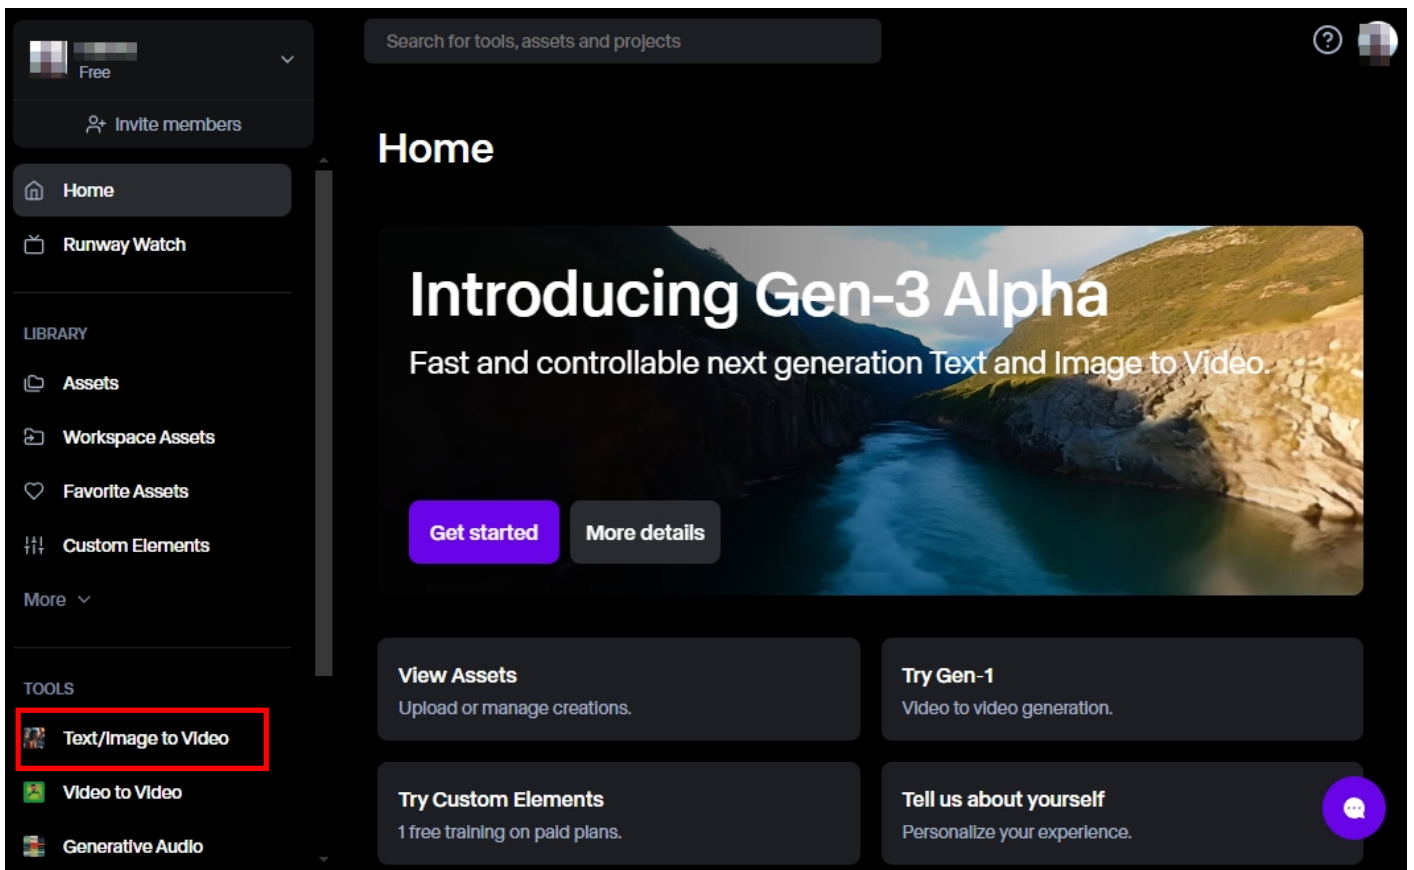 Free
Invite members
Home
Runway Watch
LIBRARY
Assets
Workspace Assets
Favorite Assets
Custom Elements
More
TOOLS
Text/Image to Video
Video to Video
Generative Audio
Search for tools, assets and projects
Home
Introducing Gen-3 Alpha
Fast and controllable next generation Text and Image to Video.
Get started
More details
View Assets
Upload or manage creations.
Try Gen-1
Video to video generation.
Try Custom Elements
1 free training on paid plans.
Tell us about yourself
Personalize your experience.